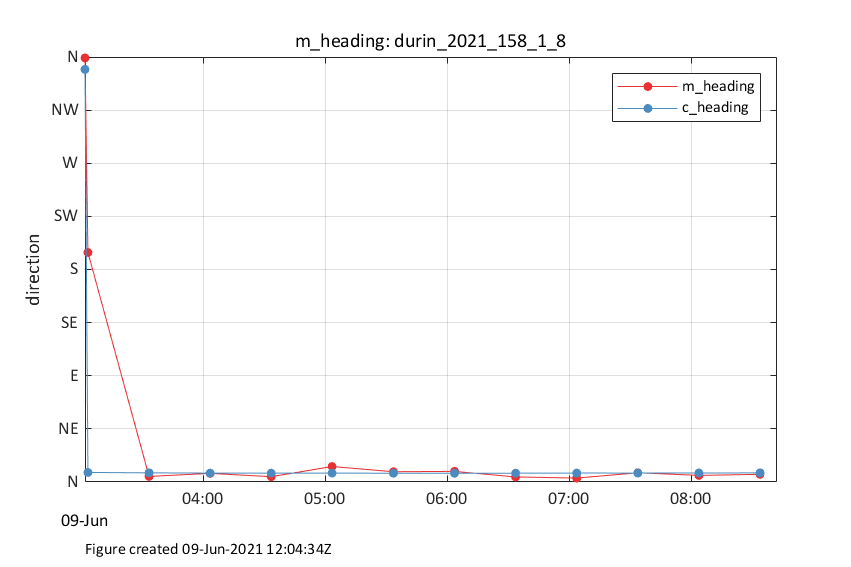 m_heading: durin_2021_158_1_8
N
m_heading
c_heading
NW
W
SW
S
SE
E
NE
N
direction
04:00 05:00 06:00 07:00 08:00
09-Jun
Figure created 09-Jun-2021 12:04:34Z